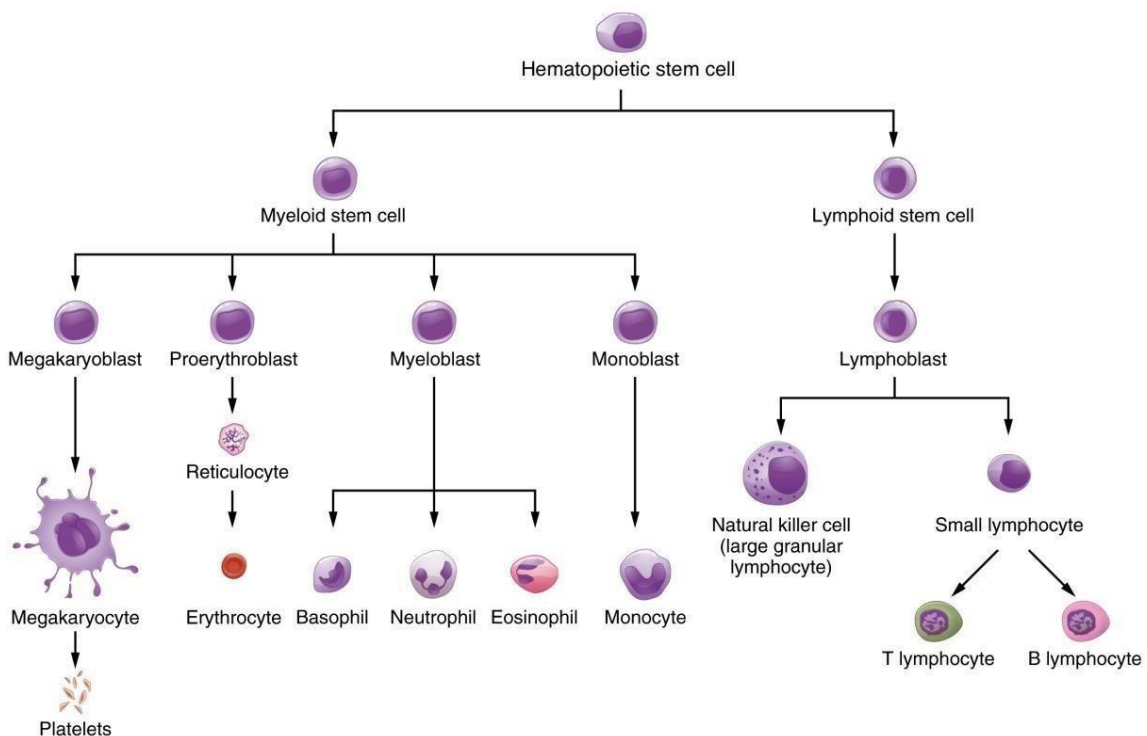 Hematopoietic stem cell
Myeloid stem cell
Lymphoid stem cell
Megakaryoblast
Proerythroblast
Myeloblast
Monoblast
Lymphoblast
Reticulocyte
Natural killer cell
(large granular
lymphocyte)
Small lymphocyte
Megakaryocyte
Erythrocyte
Basophil
Neutrophil
Eosinophil
Monocyte
T lymphocyte
B lymphocyte
Platelets